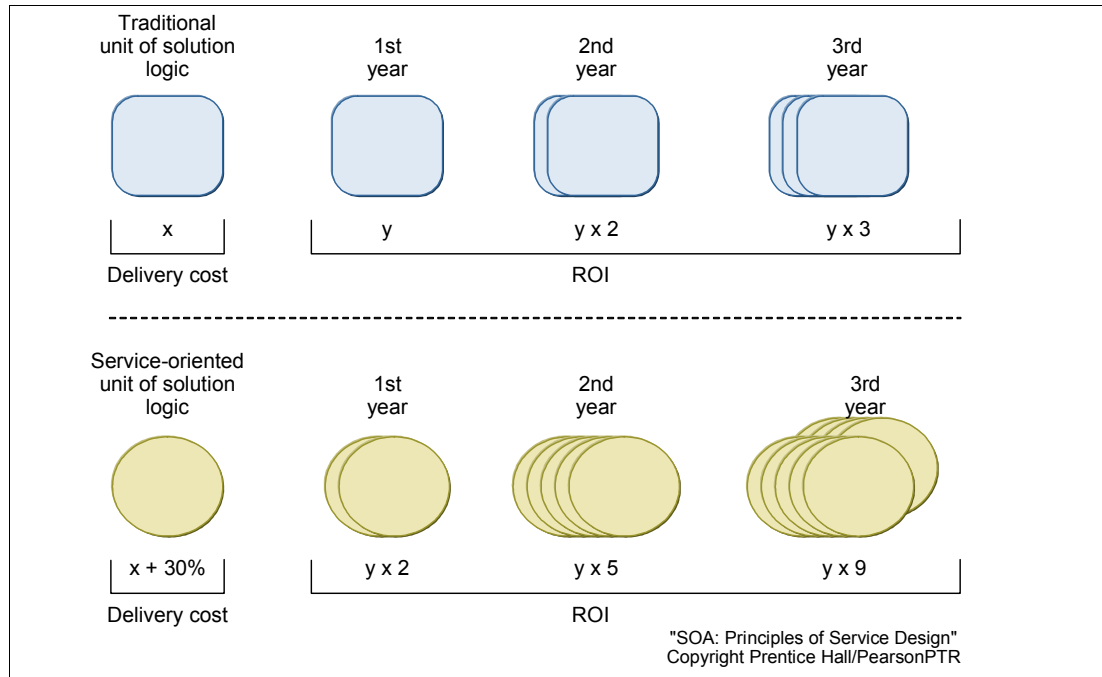 Traditional
unit of solution
logic
1st
year
2nd
year
3rd
year
x
y
y x 2
y x 3
Delivery cost
ROI
Service-oriented
unit of solution
logic
1st
year
2nd
year
3rd
year
x + 30%
y x 2
y x 5
y x 9
Delivery cost
ROI
"SOA: Principles of Service Design"
Copyright Prentice Hall/PearsonPTR